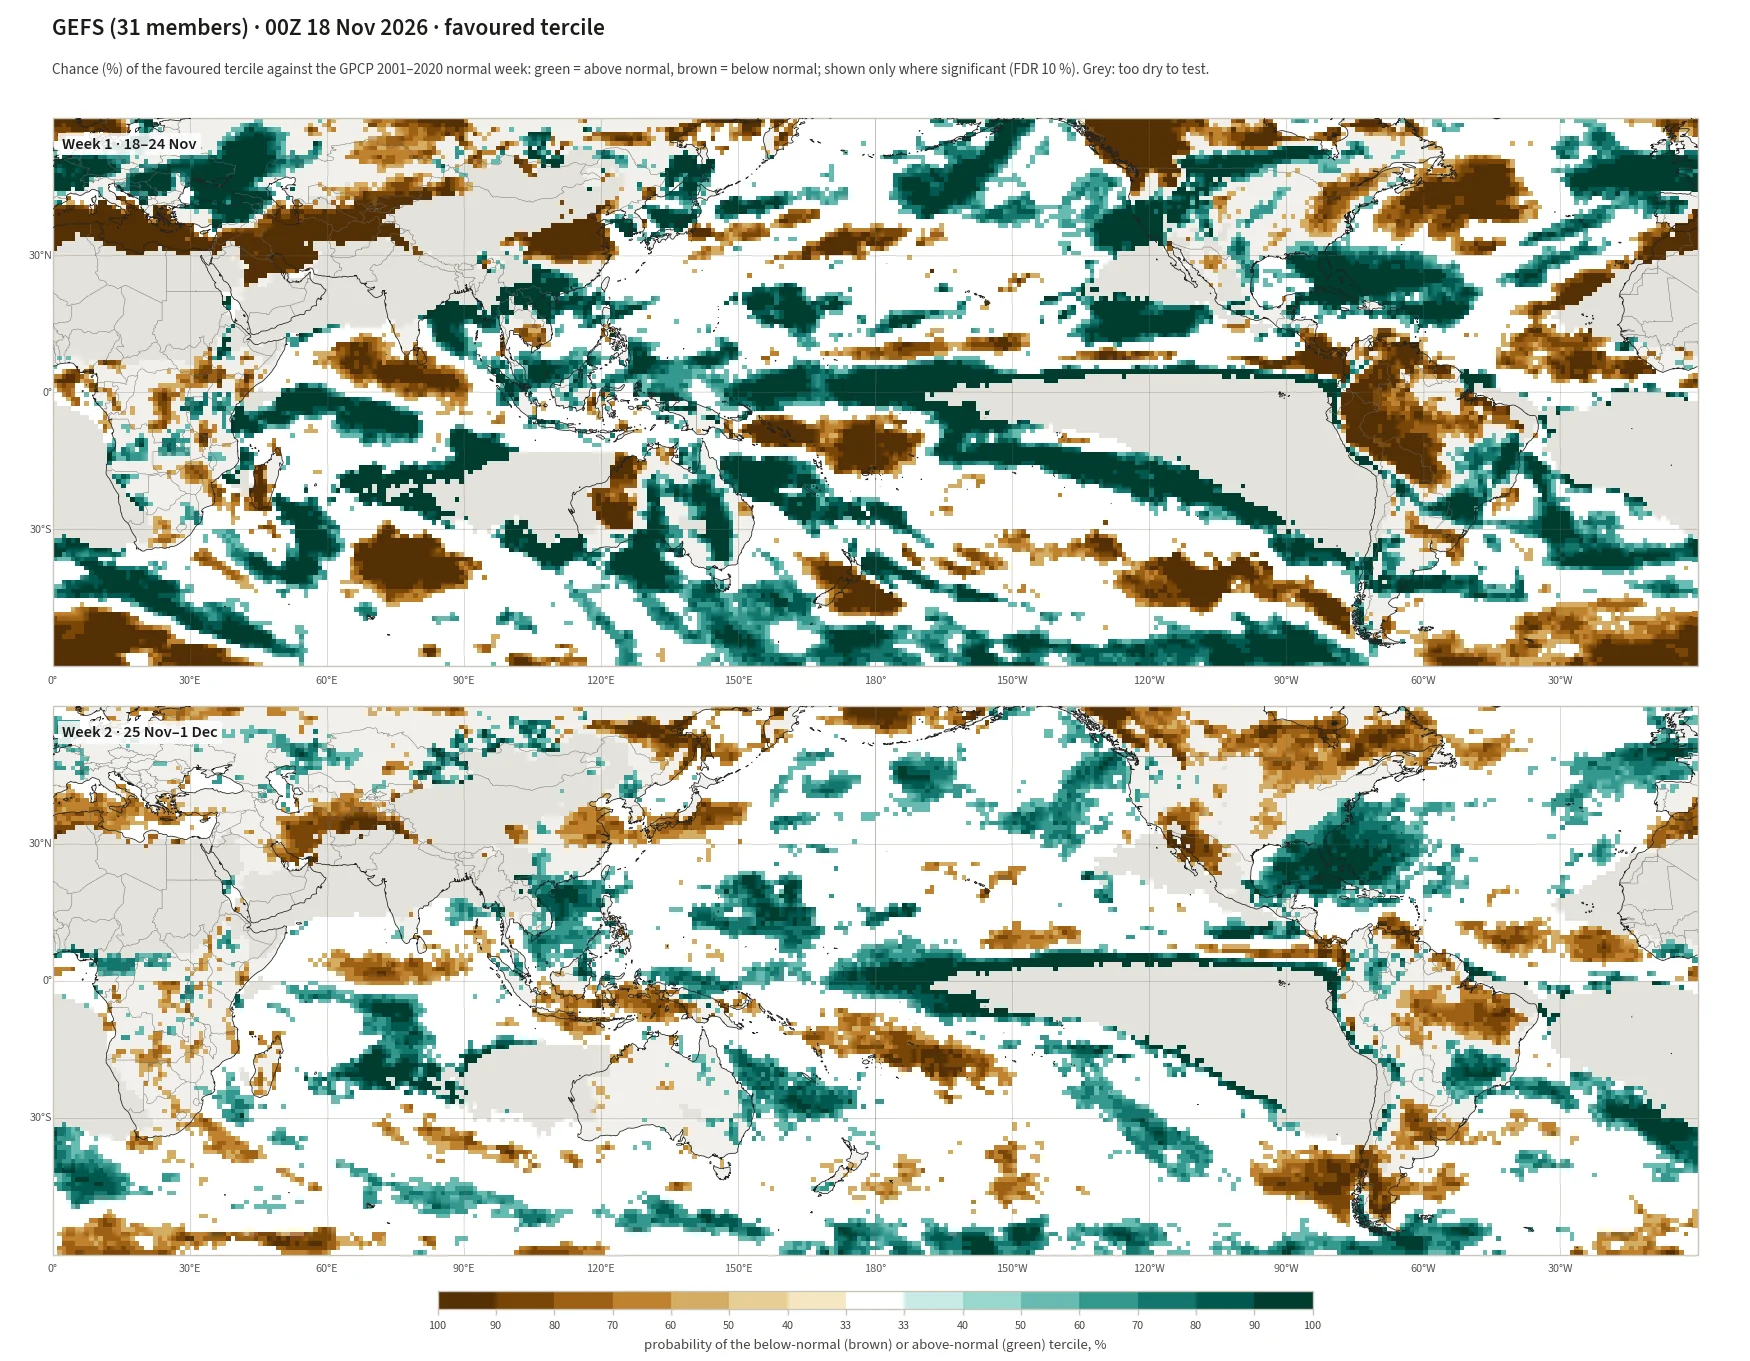 GEFS (31 members) · 00Z 18 Nov 2026 · favoured tercile
Chance (%) of the favoured tercile against the GPCP 2001–2020 normal week: green = above normal, brown = below normal; shown only where significant (FDR 10 %). Grey: too dry to test.
Week 1 · 18–24 Nov
30°N
0°
30°S
0° 30°E 60°E 90°E 120°E 150°E 180° 150°W 120°W 90°W 60°W 30°W
Week 2 · 25 Nov–1 Dec
30°N
0°
30°S
0° 30°E 60°E 90°E 120°E 150°E 180° 150°W 120°W 90°W 60°W 30°W
100 90 80 70 60 50 40 33 33 40 50 60 70 80 90 100
probability of the below-normal (brown) or above-normal (green) tercile, %